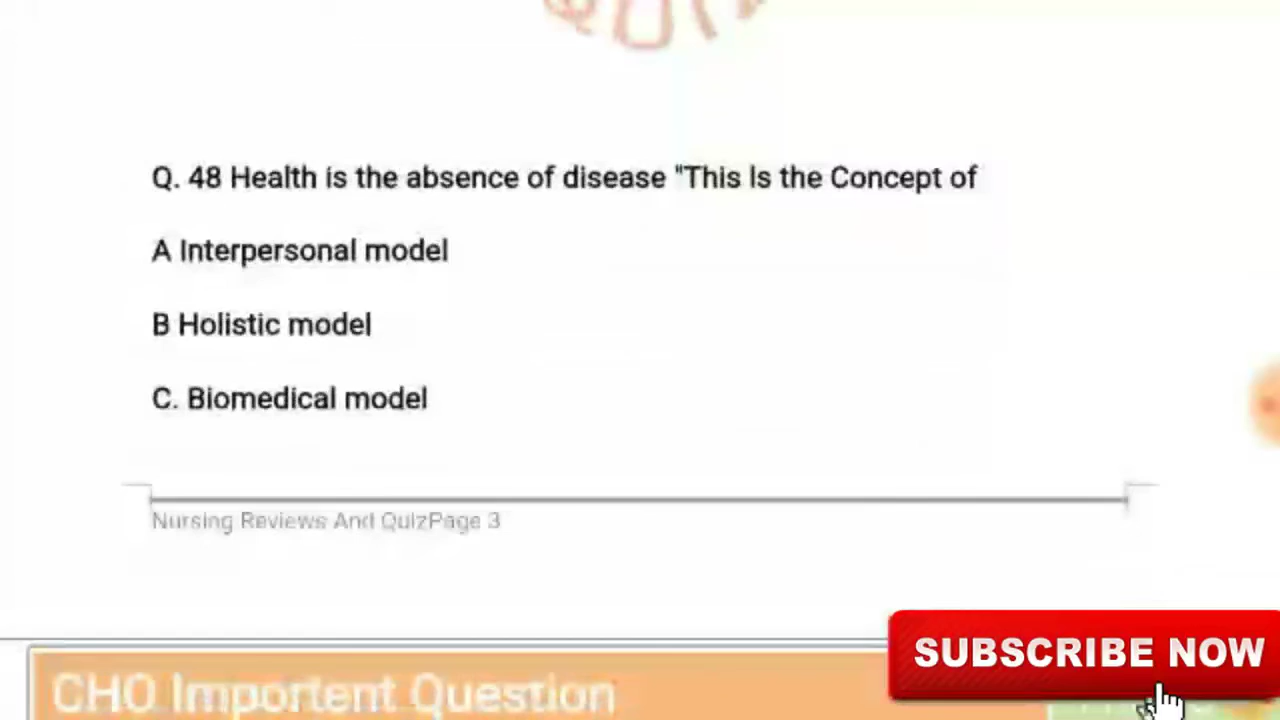 Q. 48 Health is the absence of disease "This Is the Concept of
A Interpersonal model
B Holistic model
C. Biomedical model
Nursing Reviews And QuizPage 3
CHO Importent Question
SUBSCRIBE NOW